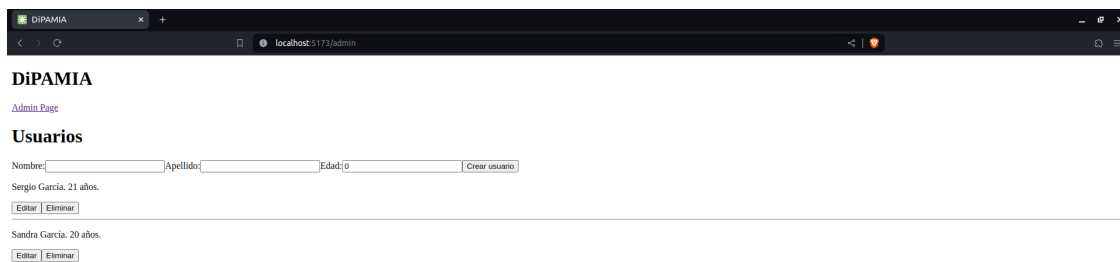 DiPAMIA
localhost:5173/admin
DiPAMIA
Admin Page
Usuarios
Nombre: Apellido: Edad: 0 Crear usuario
Sergio García. 21 años.
Editar Eliminar
Sandra García. 20 años.
Editar Eliminar